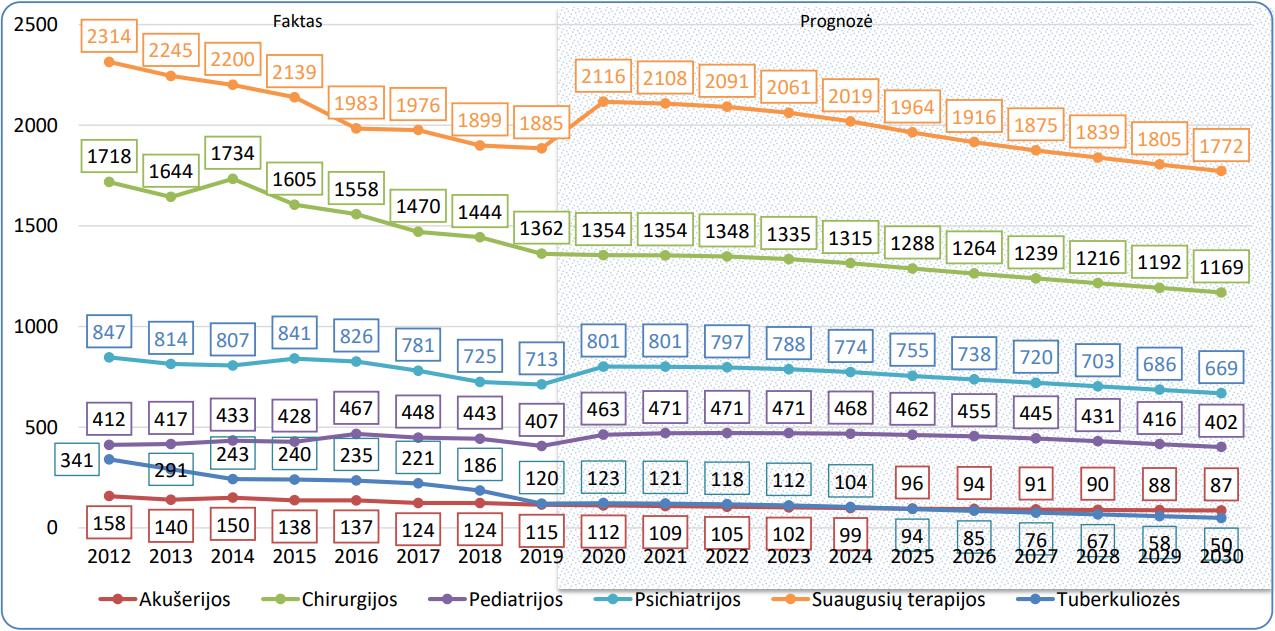 Faktas Prognozė
2500
2314 2245 2200 2139 1983 1976 1899 1885 2116 2108 2091 2061 2019 1964 1916 1875 1839 1805 1772
2000
1718 1644 1734 1605 1558 1470 1444 1362 1354 1354 1348 1335 1315 1288 1264 1239 1216 1192 1169
1500
1000
847 814 807 841 826 781 725 713 801 801 797 788 774 755 738 720 703 686 669
412 417 433 428 467 448 443 407 463 471 471 471 468 462 455 445 431 416 402
500
341 291 243 240 235 221 186 120 123 121 118 112 104 96 94 91 90 88 87
0
158 140 150 138 137 124 124 115 112 109 105 102 99 94 85 76 67 58 50
2012 2013 2014 2015 2016 2017 2018 2019 2020 2021 2022 2023 2024 2025 2026 2027 2028 2029 2030
Akušerijos Chirurgijos Pediatrijos Psichiatrijos Suaugusių terapijos Tuberkuliozės